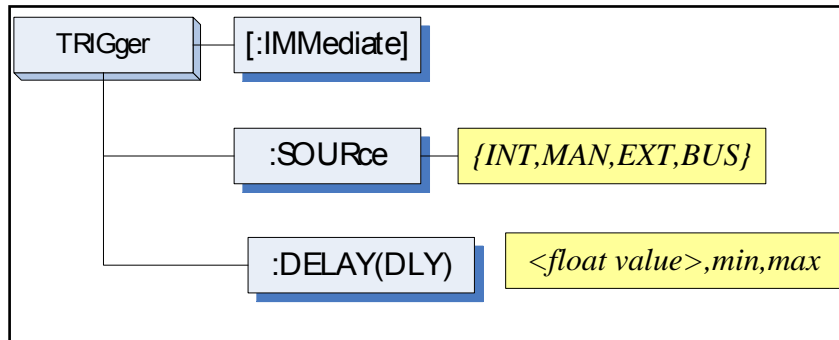 TRIGger
[:IMMediate]
:SOURce
{INT,MAN,EXT,BUS}
:DELAY(DLY)
<float value>,min,max